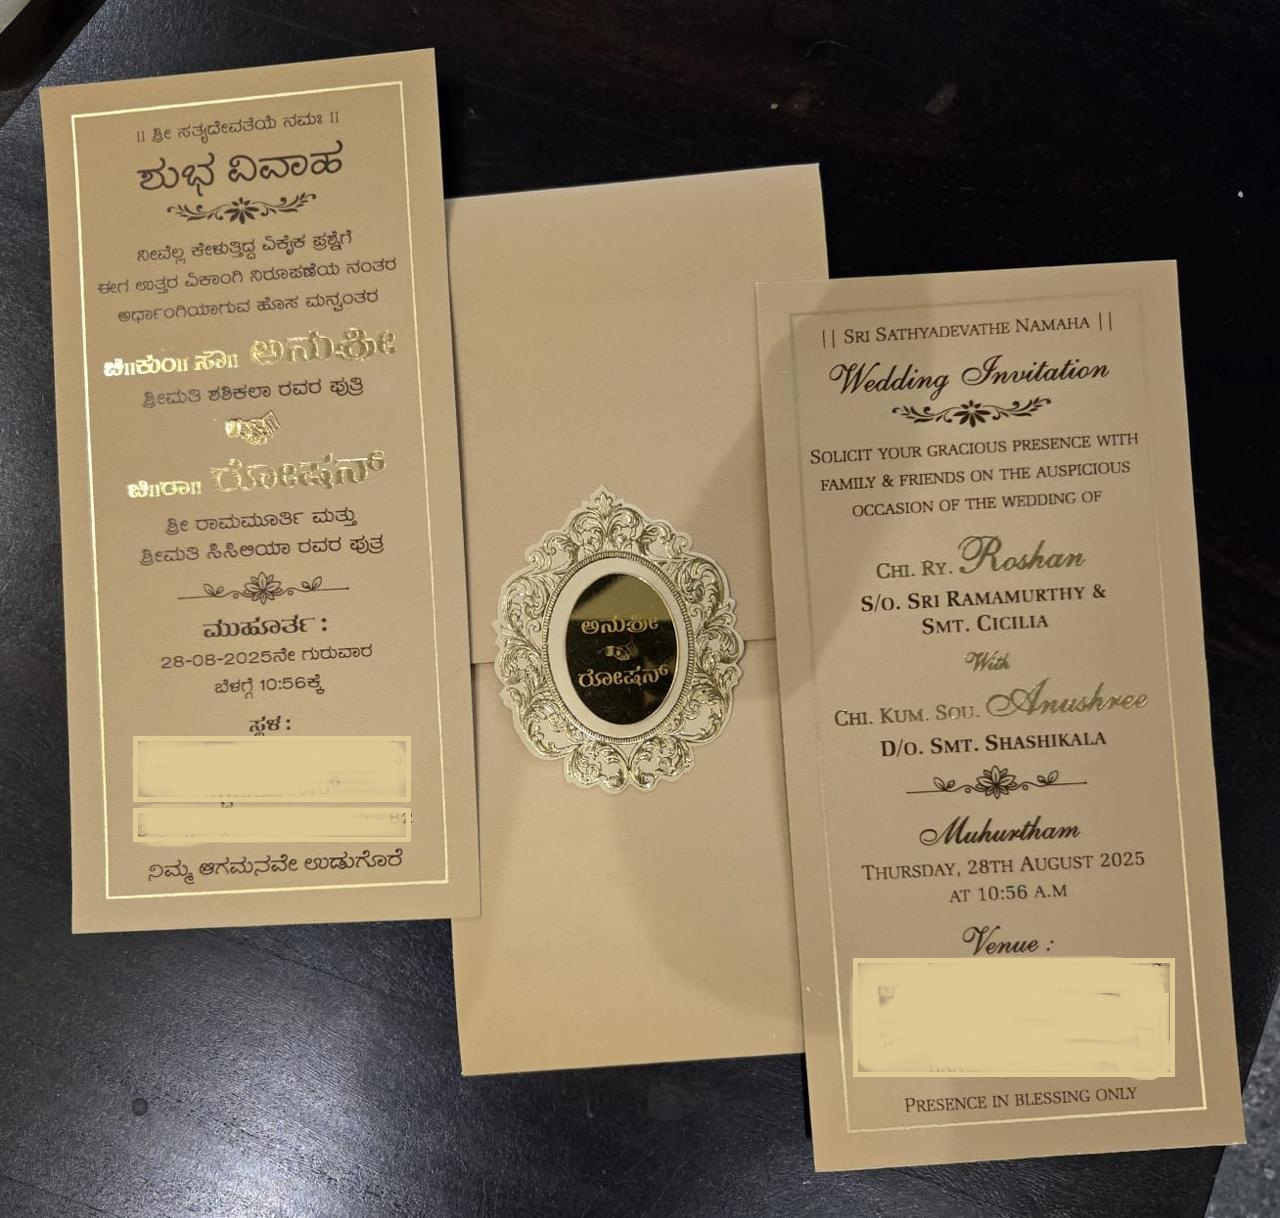 || ಶ್ರೀ ಸತ್ಯದೇವತೆಯೆ ನಮಃ ||
ಶುಭ ವಿವಾಹ
ನೀವೆಲ್ಲ ಕೇಳುತ್ತಿದ್ದ ಏಕೈಕ ಪ್ರಶ್ನೆಗೆ
ಈಗ ಉತ್ತರ ಏಕಾಂಗಿ ನಿರೂಪಣೆಯ ನಂತರ
ಅರ್ಧಾಂಗಿಯಾಗುವ ಹೊಸ ಮನ್ವಂತರ
ಚಿ||ಕುಂ|| ಸೌ|| ಅನುಶ್ರೀ
ಶ್ರೀಮತಿ ಶಶಿಕಲಾ ರವರ ಪುತ್ರಿ
ಚಿ||ರಾ|| ರೋಷನ್
ಶ್ರೀ ರಾಮಮೂರ್ತಿ ಮತ್ತು
ಶ್ರೀಮತಿ ಸಿಸಿಲಿಯಾ ರವರ ಪುತ್ರ
ಮುಹೂರ್ತ :
28-08-2025ನೇ ಗುರುವಾರ
ಬೆಳಗ್ಗೆ 10:56ಕ್ಕೆ
ಸ್ಥಳ :
ನಿಮ್ಮ ಆಗಮನವೇ ಉಡುಗೊರೆ
ಅನುಶ್ರೀ
ರೋಷನ್
|| SRI SATHYADEVATHE NAMAHA ||
Wedding Invitation
SOLICIT YOUR GRACIOUS PRESENCE WITH
FAMILY & FRIENDS ON THE AUSPICIOUS
OCCASION OF THE WEDDING OF
CHI. RY. Roshan
S/O. SRI RAMAMURTHY &
SMT. CICILIA
With
CHI. KUM. SOU. Anushree
D/O. SMT. SHASHIKALA
Muhurtham
THURSDAY, 28TH AUGUST 2025
AT 10:56 A.M
Venue :
PRESENCE IN BLESSING ONLY